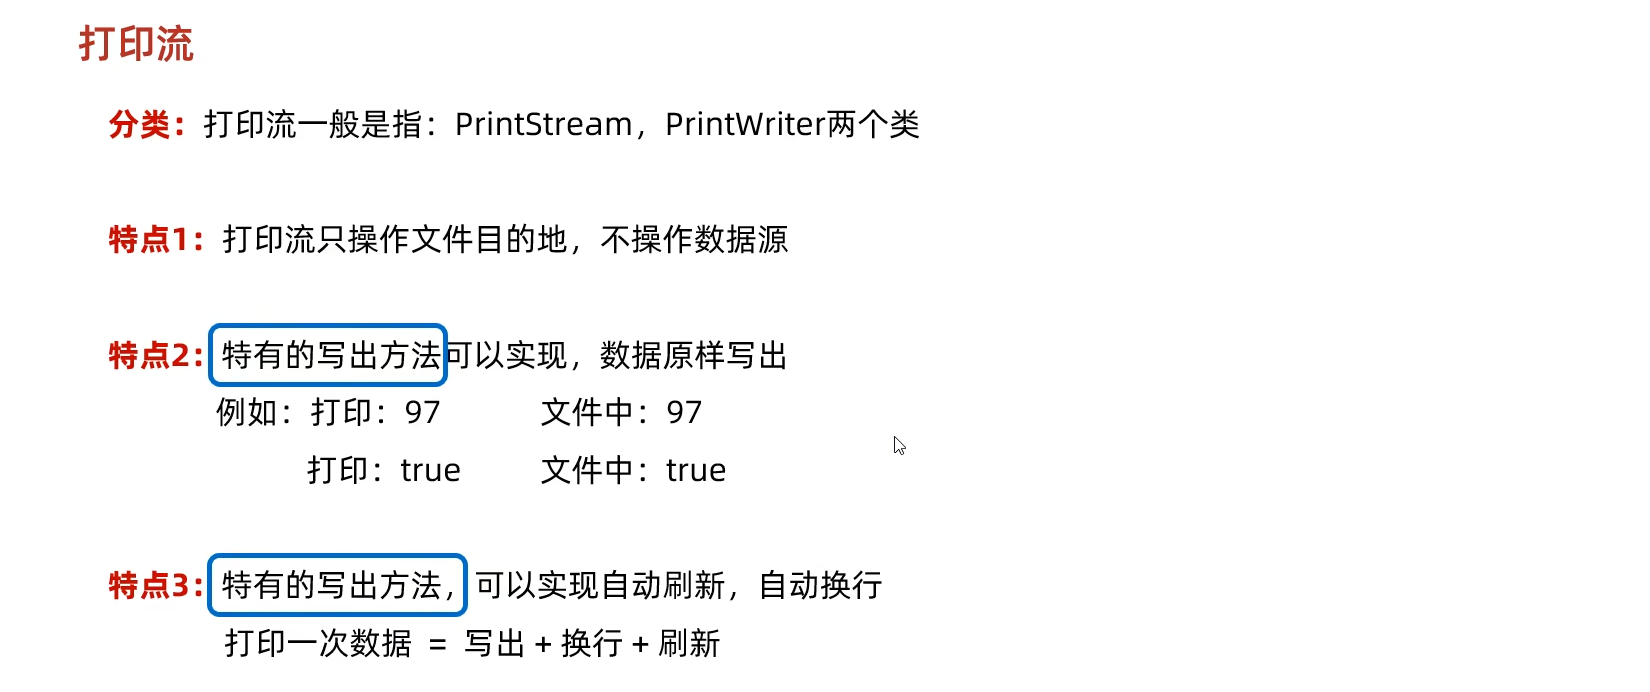 打印流
分类：打印流一般是指：PrintStream，PrintWriter两个类
特点1：打印流只操作文件目的地，不操作数据源
特点2：特有的写出方法可以实现，数据原样写出
例如：打印：97 文件中：97
打印：true 文件中：true
特点3：特有的写出方法，可以实现自动刷新，自动换行
打印一次数据 = 写出 + 换行 + 刷新